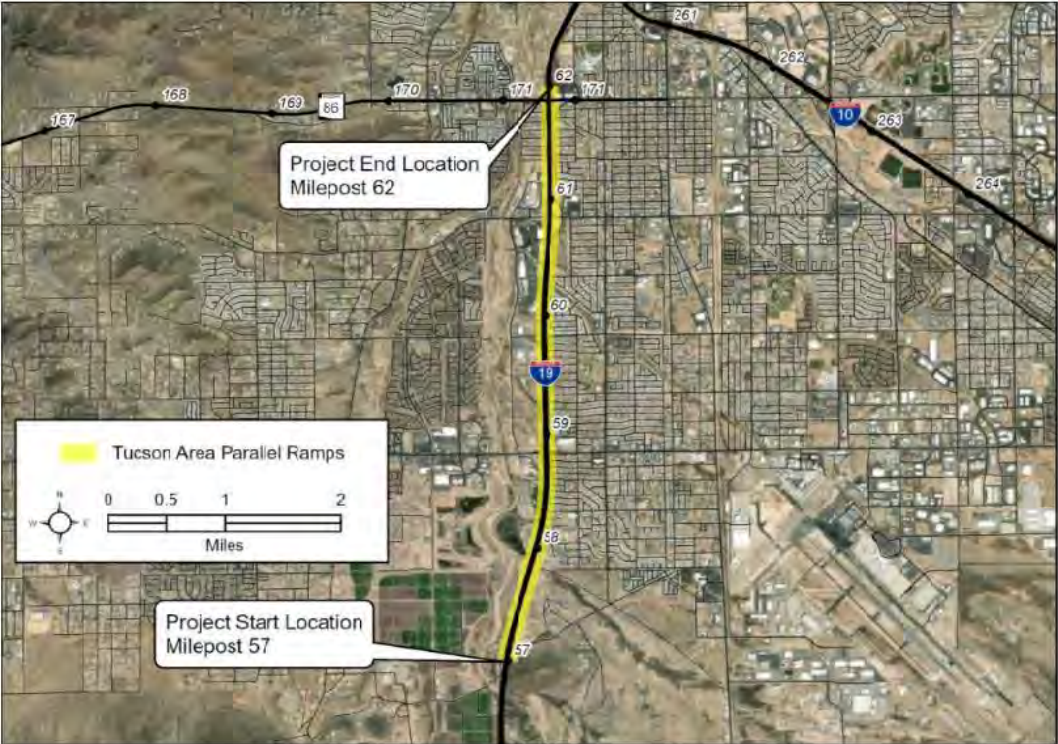 261
262
62
170
171
171
168
169
86
167
10
263
Project End Location
Milepost 62
264
61
60
19
59
Tucson Area Parallel Ramps
N
W
E
S
0 0.5 1 2
Miles
58
Project Start Location
Milepost 57
57